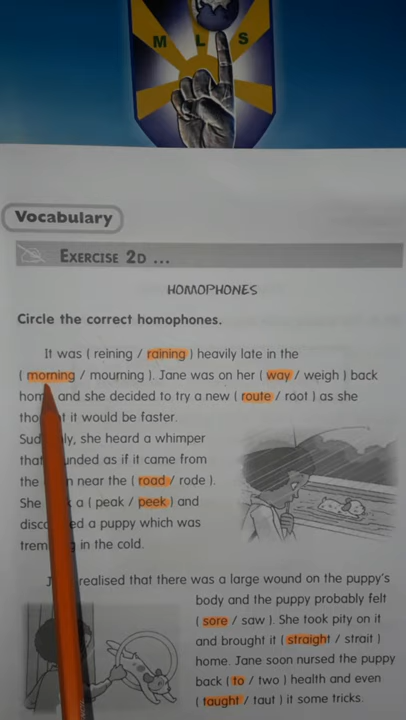 M L S
Vocabulary
EXERCISE 2D ...
HOMOPHONES
Circle the correct homophones.
It was ( reining / raining ) heavily late in the
( morning / mourning ). Jane was on her ( way / weigh ) back
and she decided to try a new ( route / root ) as she
it would be faster.
she heard a whimper
as if it came from
the near the ( road / rode ).
She a ( peak / peek ) and
a puppy which was
in the cold.
realised that there was a large wound on the puppy's
body and the puppy probably felt
( sore / saw ). She took pity on it
and brought it ( straight / strait )
home. Jane soon nursed the puppy
back ( to / two ) health and even
( taught / taut ) it some tricks.